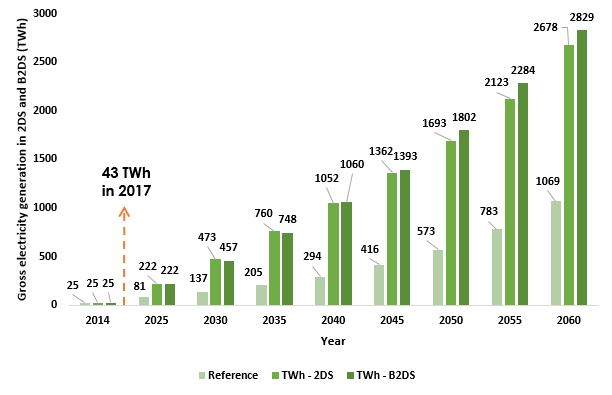 Gross electricity generation in 2DS and B2DS (TWh)
3000
2500
2000
1500
1000
500
0
43 TWh
in 2017
25 25 25
81 222 222
137 473 457
205 760 748
294 1052 1060
416 1362 1393
573 1693 1802
783 2123 2284
1069 2678 2829
2014 2025 2030 2035 2040 2045 2050 2055 2060
Year
Reference TWh - 2DS TWh - B2DS